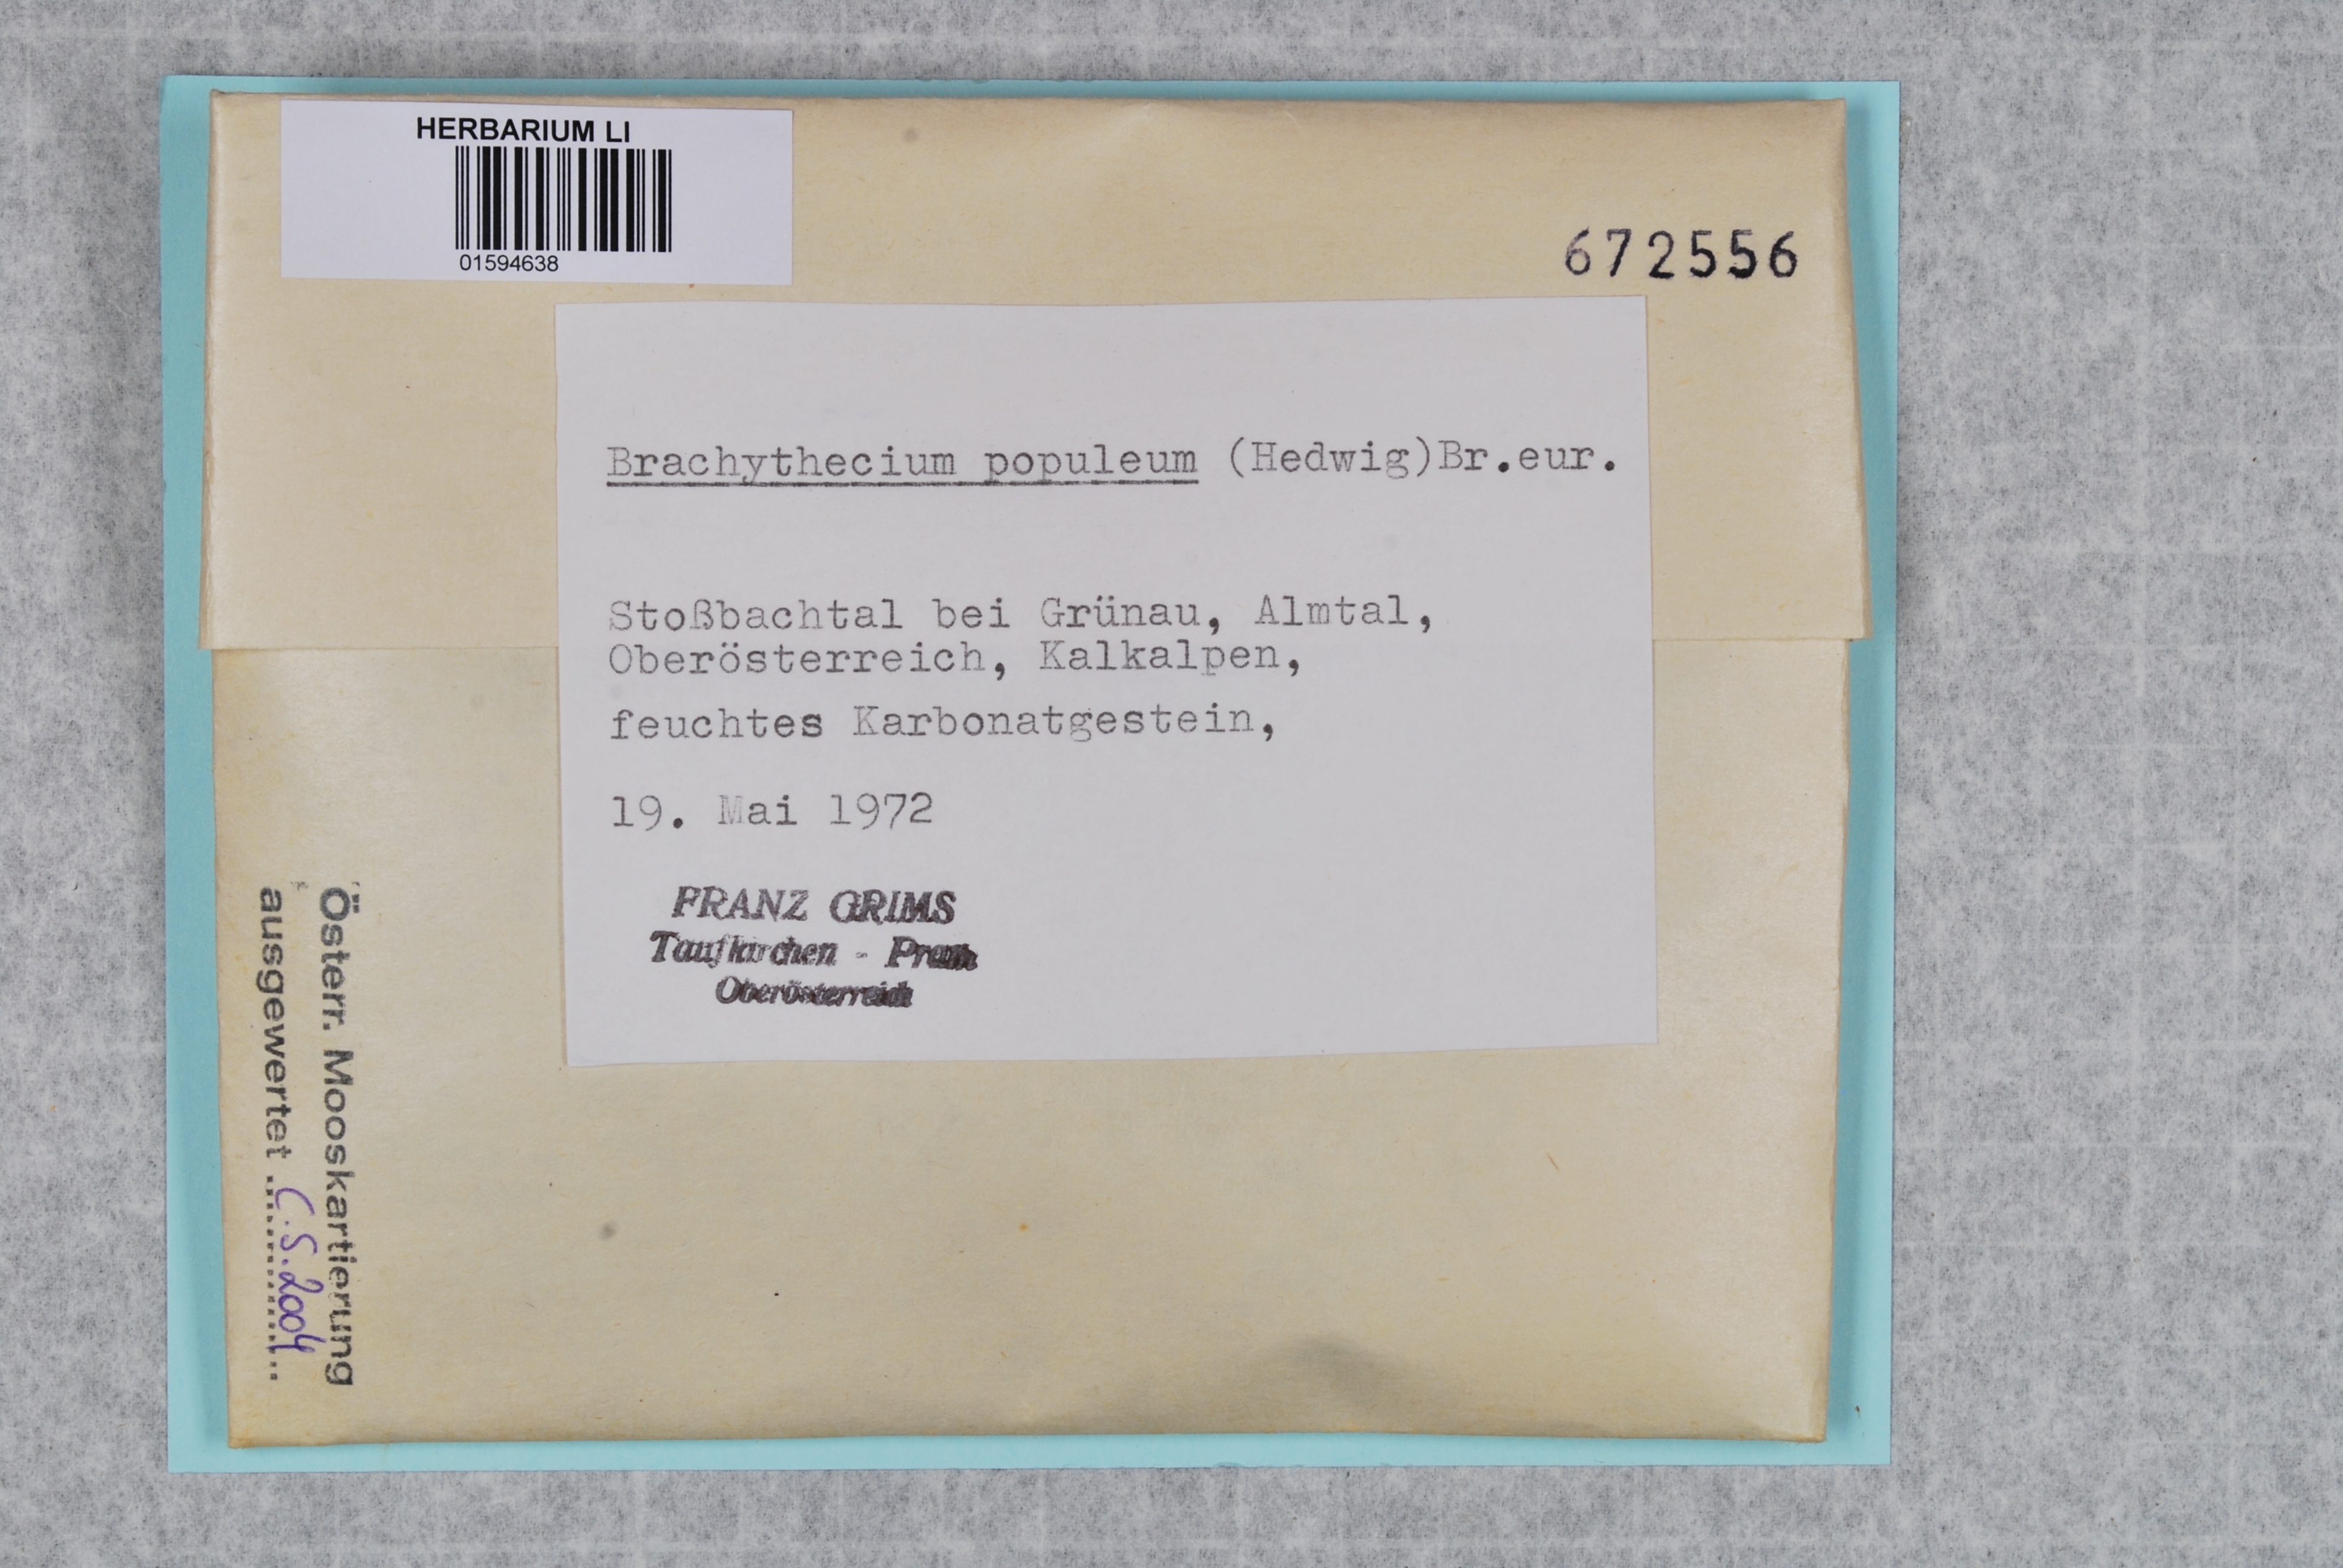 HERBARIUM LI
01594638
672556
Brachythecium populeum (Hedwig)Br.eur.
Stoßbachtal bei Grünau, Almtal,
Oberösterreich, Kalkalpen,
feuchtes Karbonatgestein,
19. Mai 1972
FRANZ GRIMS
Taufkirchen - Pram
Oberösterreich
Österr. Mooskartierung
ausgewertet C.S.2004